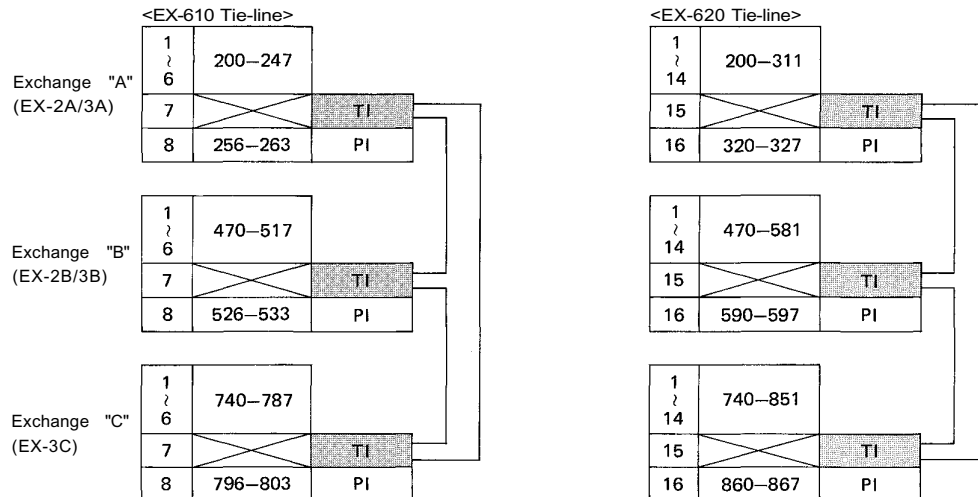 <EX-610 Tie-line>
Exchange "A"
(EX-2A/3A)
1
≀
6
200—247
7
TI
8 256—263 PI
Exchange "B"
(EX-2B/3B)
1
≀
6
470—517
7
TI
8 526—533 PI
Exchange "C"
(EX-3C)
1
≀
6
740—787
7
TI
8 796—803 PI
<EX-620 Tie-line>
1
≀
14
200—311
15
TI
16 320—327 PI
1
≀
14
470—581
15
TI
16 590—597 PI
1
≀
14
740—851
15
TI
16 860—867 PI